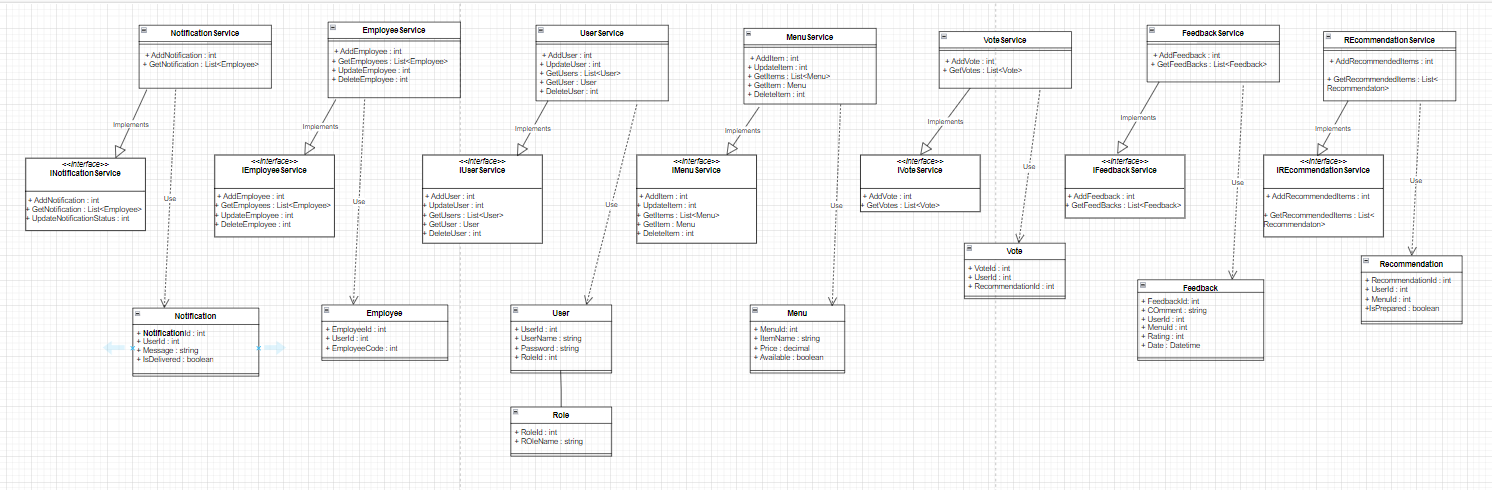 Notification Service
+ AddNotification : int
+ GetNotification : List<Employee>
Employee Service
+ AddEmployee : int
+ GetEmployees : List<Employee>
+ UpdateEmployee : int
+ DeleteEmployee : int
User Service
+ AddUser : int
+ UpdateUser : int
+ GetUsers : List<User>
+ GetUser : User
+ DeleteUser : int
Menu Service
+ AddItem : int
+ UpdateItem : int
+ GetItems : List<Menu>
+ GetItem : Menu
+ DeleteItem : int
Vote Service
+ AddVote : int
+ GetVotes : List<Vote>
Feedback Service
+ AddFeedback : int
+ GetFeedBacks : List<Feedback>
REcommendation Service
+ AddRecommendedItems : int
+ GetRecommendedItems : List<
Recommendaton>
Implements
Implements
Implements
Implements
Implements
Implements
Implements
<<Interface>>
INotification Service
+ AddNotification : int
+ GetNotification : List<Employee>
+ UpdateNotificationStatus : int
<<Interface>>
IEmployee Service
+ AddEmployee : int
+ GetEmployees : List<Employee>
+ UpdateEmployee : int
+ DeleteEmployee : int
<<Interface>>
IUser Service
+ AddUser : int
+ UpdateUser : int
+ GetUsers : List<User>
+ GetUser : User
+ DeleteUser : int
<<Interface>>
IMenu Service
+ AddItem : int
+ UpdateItem : int
+ GetItems : List<Menu>
+ GetItem : Menu
+ DeleteItem : int
<<Interface>>
IVote Service
+ AddVote : int
+ GetVotes : List<Vote>
<<Interface>>
IFeedback Service
+ AddFeedback : int
+ GetFeedBacks : List<Feedback>
<<Interface>>
IREcommendation Service
+ AddRecommendedItems : int
+ GetRecommendedItems : List<
Recommendaton>
Use
Use
Use
Use
Use
Use
Use
Notification
+ NotificationId : int
+ UserId : int
+ Message : string
+ IsDelivered : boolean
Employee
+ EmployeeId : int
+ UserId : int
+ EmployeeCode : int
User
+ UserId : int
+ UserName : string
+ Password : string
+ RoleId : int
Menu
+ MenuId: int
+ ItemName : string
+ Price : decimal
+ Available : boolean
Vote
+ VoteId : int
+ UserId : int
+ RecommendationId : int
Feedback
+ FeedbackId: int
+ COmment : string
+ UserId : int
+ MenuId : int
+ Rating : int
+ Date : Datetime
Recommendation
+ RecommendationId : int
+ UserId : int
+ MenuId : int
+IsPrepared : boolean
Role
+ RoleId : int
+ ROleName : string